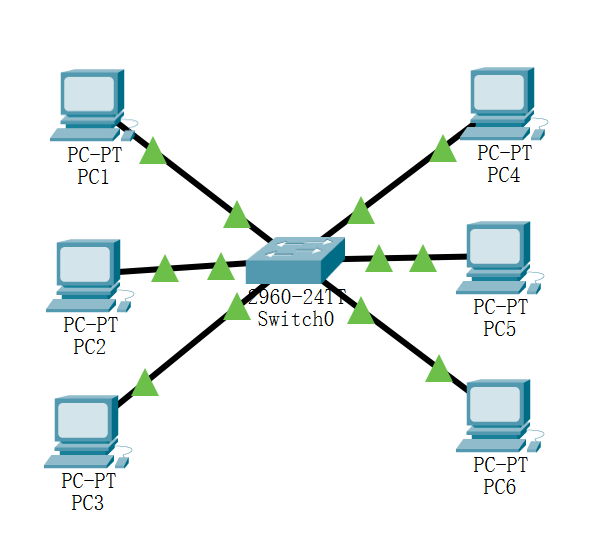 PC-PT
PC1
PC-PT
PC4
PC-PT
PC2
2960-24TT
Switch0
PC-PT
PC5
PC-PT
PC3
PC-PT
PC6